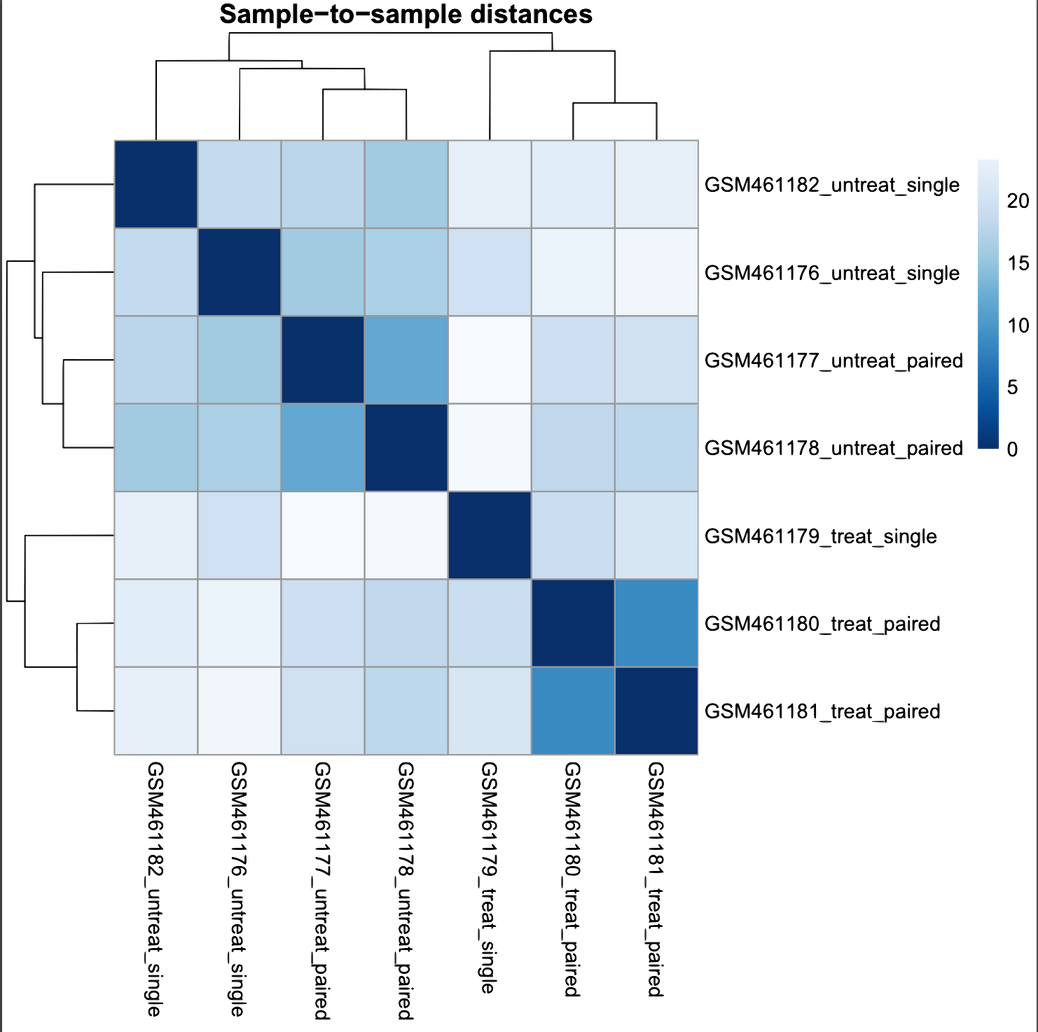 Sample−to−sample distances
GSM461182_untreat_single
GSM461176_untreat_single
GSM461177_untreat_paired
GSM461178_untreat_paired
GSM461179_treat_single
GSM461180_treat_paired
GSM461181_treat_paired
20
15
10
5
0
GSM461182_untreat_single
GSM461176_untreat_single
GSM461177_untreat_paired
GSM461178_untreat_paired
GSM461179_treat_single
GSM461180_treat_paired
GSM461181_treat_paired